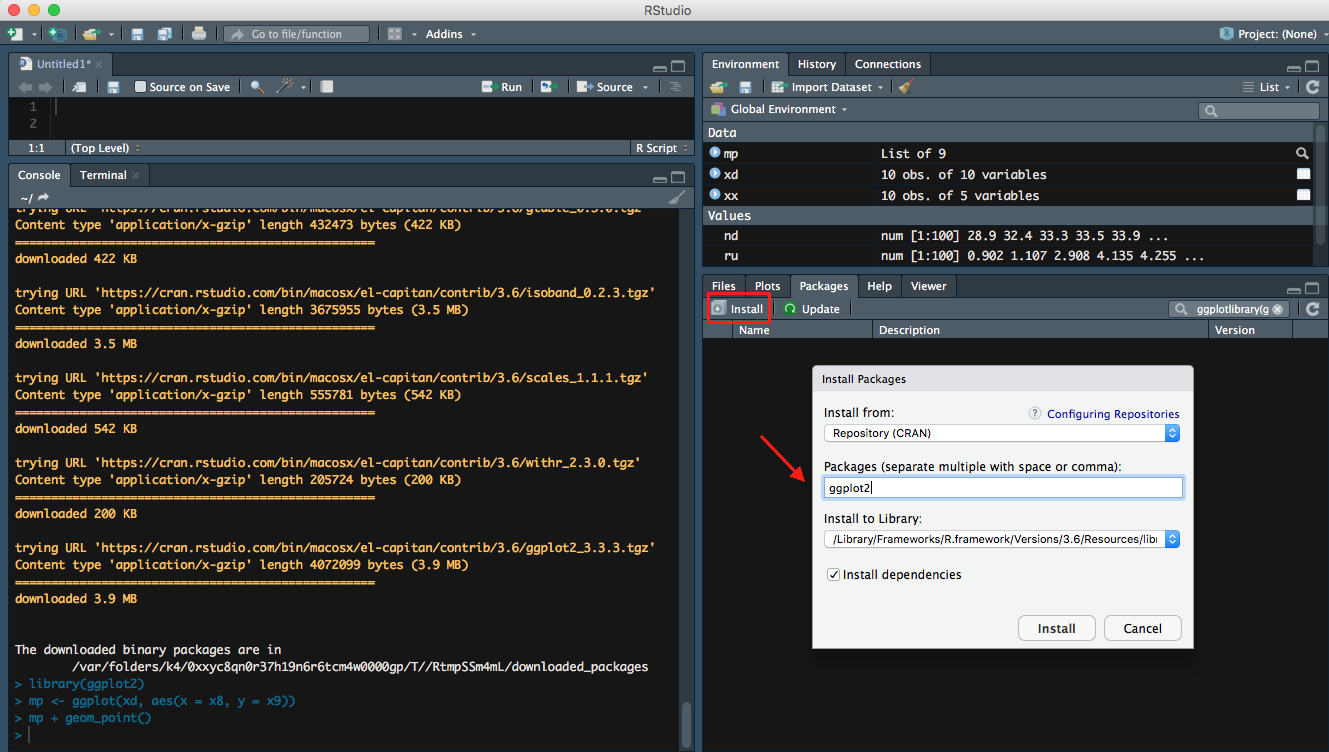 RStudio
Go to file/function
Addins
Project: (None)
Untitled1*
Source on Save
Run
Source
1
2
1:1 (Top Level) R Script
Console Terminal
~/
trying URL 'https://cran.rstudio.com/bin/macosx/el-capitan/contrib/3.6/gtable_0.3.0.tgz'
Content type 'application/x-gzip' length 432473 bytes (422 KB)
==================================================
downloaded 422 KB
trying URL 'https://cran.rstudio.com/bin/macosx/el-capitan/contrib/3.6/isoband_0.2.3.tgz'
Content type 'application/x-gzip' length 3675955 bytes (3.5 MB)
==================================================
downloaded 3.5 MB
trying URL 'https://cran.rstudio.com/bin/macosx/el-capitan/contrib/3.6/scales_1.1.1.tgz'
Content type 'application/x-gzip' length 555781 bytes (542 KB)
==================================================
downloaded 542 KB
trying URL 'https://cran.rstudio.com/bin/macosx/el-capitan/contrib/3.6/withr_2.3.0.tgz'
Content type 'application/x-gzip' length 205724 bytes (200 KB)
==================================================
downloaded 200 KB
trying URL 'https://cran.rstudio.com/bin/macosx/el-capitan/contrib/3.6/ggplot2_3.3.3.tgz'
Content type 'application/x-gzip' length 4072099 bytes (3.9 MB)
==================================================
downloaded 3.9 MB
The downloaded binary packages are in
/var/folders/k4/0xxyc8qn0r37h19n6r6tcm4w0000gp/T//RtmpSSm4mL/downloaded_packages
> library(ggplot2)
> mp <- ggplot(xd, aes(x = x8, y = x9))
> mp + geom_point()
>
Environment History Connections
Import Dataset
List
Global Environment
Data
mp List of 9
xd 10 obs. of 10 variables
xx 10 obs. of 5 variables
Values
nd num [1:100] 28.9 32.4 33.3 33.5 33.9 ...
ru num [1:100] 0.902 1.107 2.908 4.135 4.255 ...
Files Plots Packages Help Viewer
Install Update ggplotlibrary(g
Name Description Version
Install Packages
Install from: ? Configuring Repositories
Repository (CRAN)
Packages (separate multiple with space or comma):
ggplot2
Install to Library:
/Library/Frameworks/R.framework/Versions/3.6/Resources/libr
Install dependencies
Install Cancel